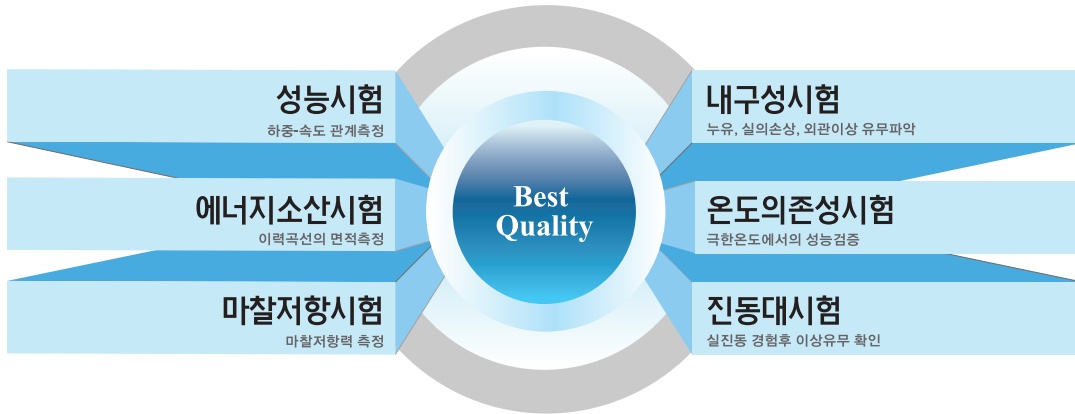 성능시험
하중-속도 관계측정
에너지소산시험
이력곡선의 면적측정
마찰저항시험
마찰저항력 측정
Best
Quality
내구성시험
누유, 실의손상, 외관이상 유무파악
온도의존성시험
극한온도에서의 성능검증
진동대시험
실진동 경험후 이상유무 확인